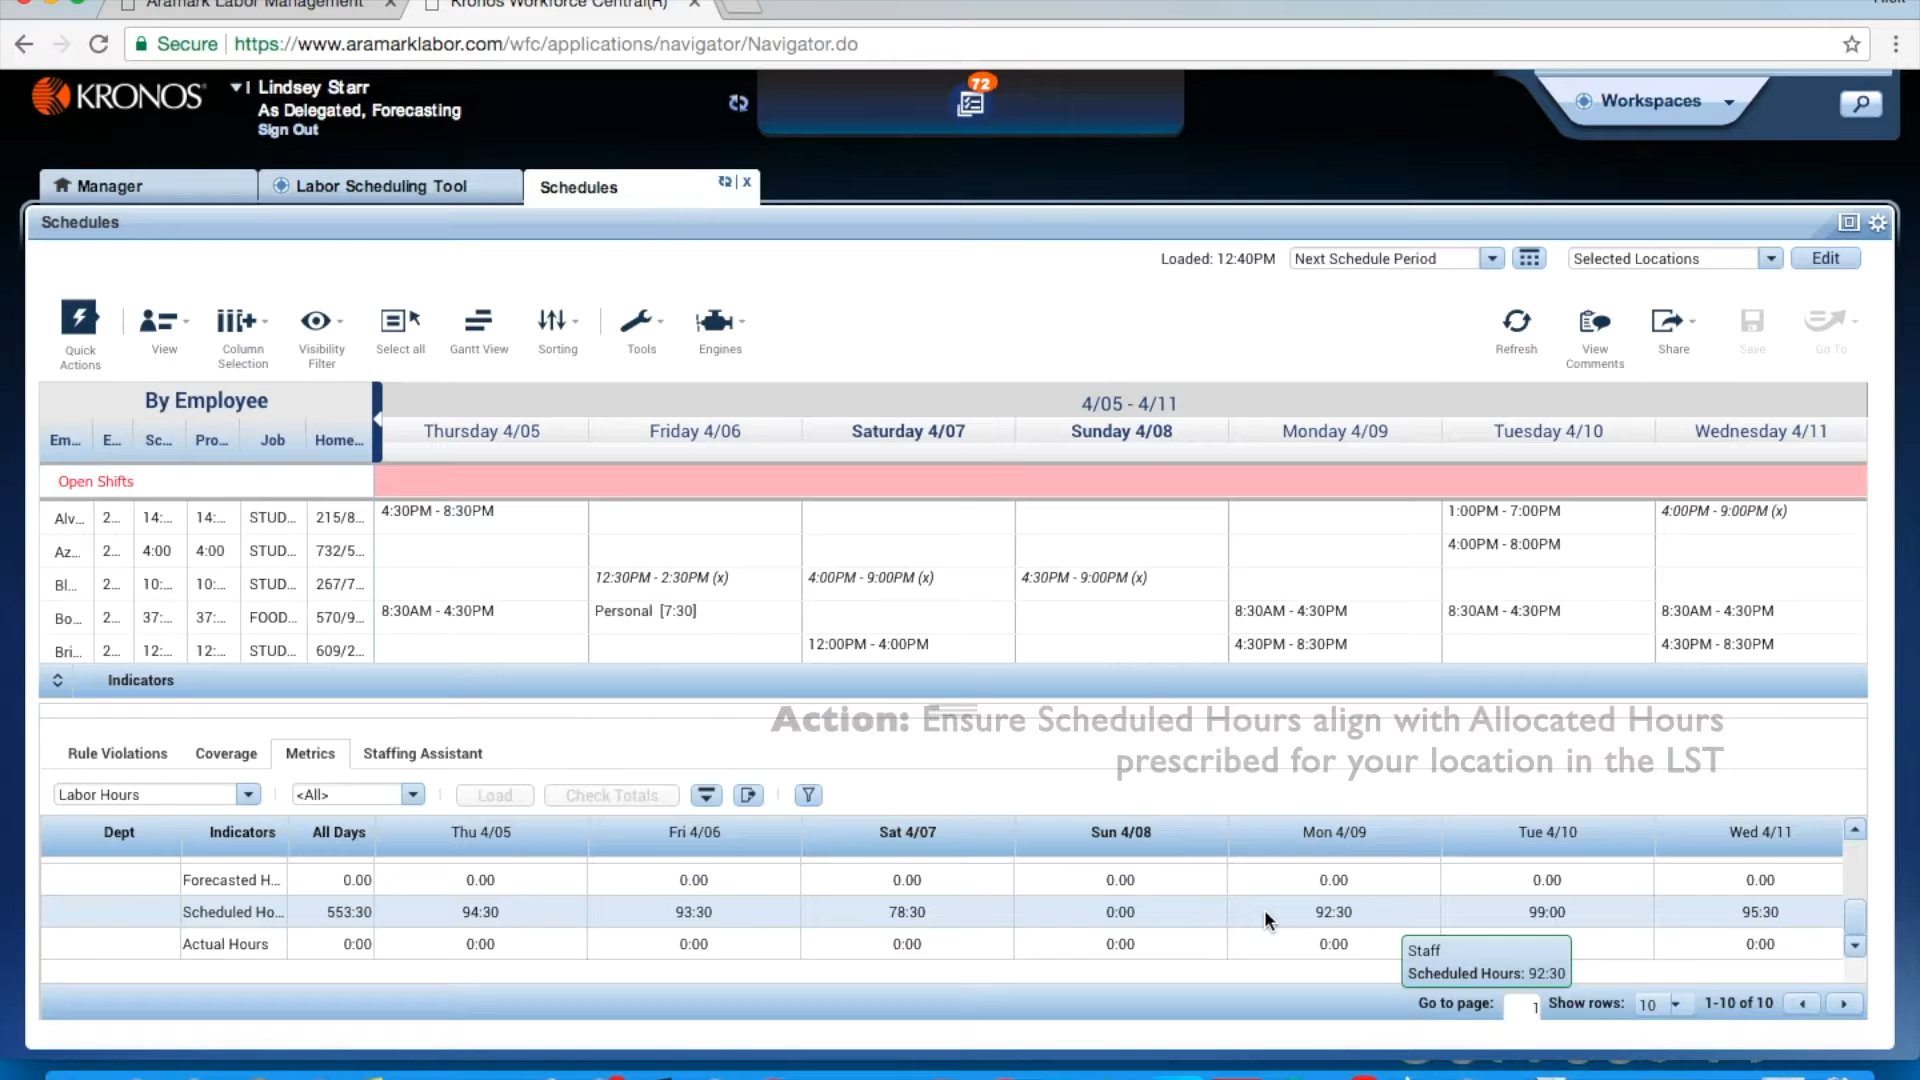 Aramark Labor Management
Kronos Workforce Central(R)
Secure
https://www.aramarklabor.com/wfc/applications/navigator/Navigator.do
KRONOS
Lindsey Starr
As Delegated, Forecasting
Sign Out
72
Workspaces
Manager
Labor Scheduling Tool
Schedules
x
Schedules
Loaded: 12:40PM
Next Schedule Period
Selected Locations
Edit
Quick Actions
View
Column Selection
Visibility Filter
Select all
Gantt View
Sorting
Tools
Engines
Refresh
View Comments
Share
Save
Go To
By Employee
4/05 - 4/11
Em... E... Sc... Pro... Job Home...
Thursday 4/05 Friday 4/06 Saturday 4/07 Sunday 4/08 Monday 4/09 Tuesday 4/10 Wednesday 4/11
Open Shifts
Alv... 2... 14:... 14:... STUD... 215/8... 4:30PM - 8:30PM 1:00PM - 7:00PM 4:00PM - 9:00PM (x)
Az... 2... 4:00 4:00 STUD... 732/5... 4:00PM - 8:00PM
Bl... 2... 10:... 10:... STUD... 267/7... 12:30PM - 2:30PM (x) 4:00PM - 9:00PM (x) 4:30PM - 9:00PM (x)
Bo... 2... 37:... 37:... FOOD... 570/9... 8:30AM - 4:30PM Personal [7:30] 8:30AM - 4:30PM 8:30AM - 4:30PM 8:30AM - 4:30PM
Bri... 2... 12:... 12:... STUD... 609/2... 12:00PM - 4:00PM 4:30PM - 8:30PM 4:30PM - 8:30PM
Indicators
Action: Ensure Scheduled Hours align with Allocated Hours
prescribed for your location in the LST
Rule Violations Coverage Metrics Staffing Assistant
Labor Hours <All> Load Check Totals
Dept Indicators All Days Thu 4/05 Fri 4/06 Sat 4/07 Sun 4/08 Mon 4/09 Tue 4/10 Wed 4/11
Forecasted H... 0.00 0.00 0.00 0.00 0.00 0.00 0.00 0.00
Scheduled Ho... 553:30 94:30 93:30 78:30 0:00 92:30 99:00 95:30
Actual Hours 0:00 0:00 0:00 0:00 0:00 0:00 0:00
Staff
Scheduled Hours: 92:30
Go to page: 1 Show rows: 10 1-10 of 10